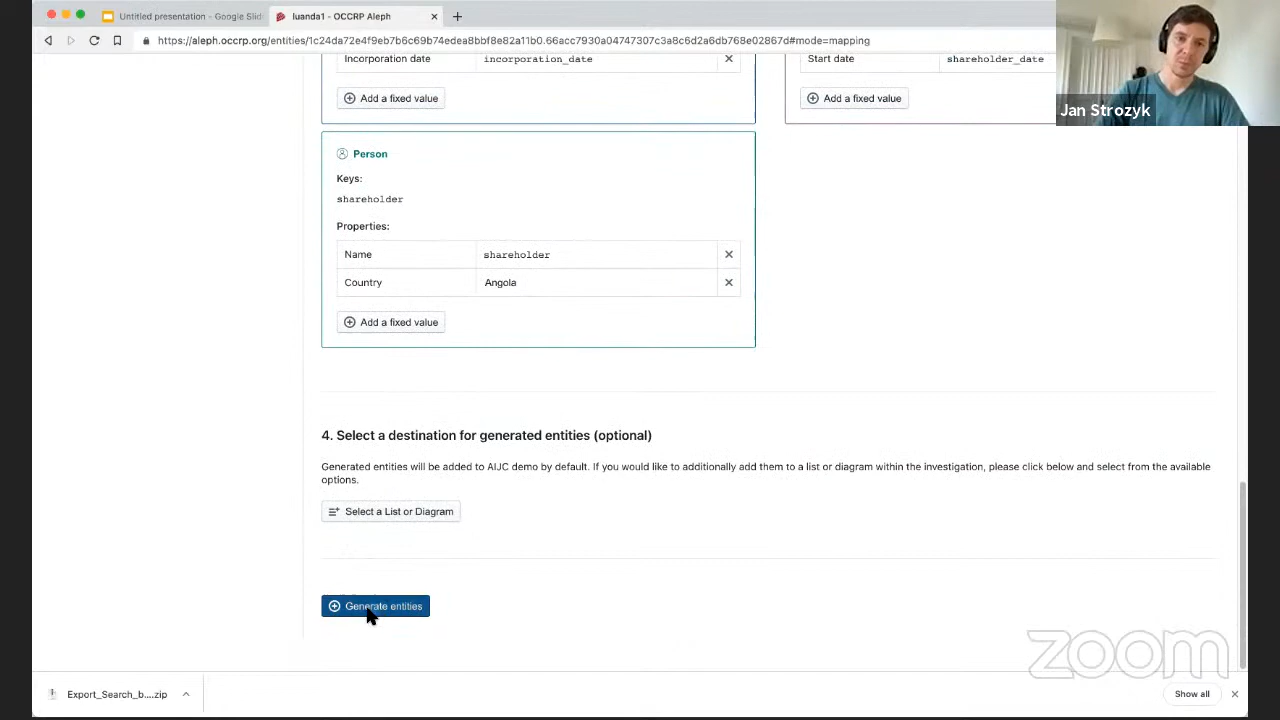 Untitled presentation - Google Slid
luanda1 - OCCRP Aleph
https://aleph.occrp.org/entities/1c24da72e4f9eb7b6c69b74edea8bbf8e82a11b0.66acc7930a04747307c3a8c6d2a6db768e02867d#mode=mapping
Jan Strozyk
Incorporation date incorporation_date
Start date shareholder_date
Add a fixed value
Add a fixed value
Person
Keys:
shareholder
Properties:
Name shareholder
Country Angola
Add a fixed value
4. Select a destination for generated entities (optional)
Generated entities will be added to AIJC demo by default. If you would like to additionally add them to a list or diagram within the investigation, please click below and select from the available
options.
Select a List or Diagram
Generate entities
zoom
Export_Search_b....zip
Show all